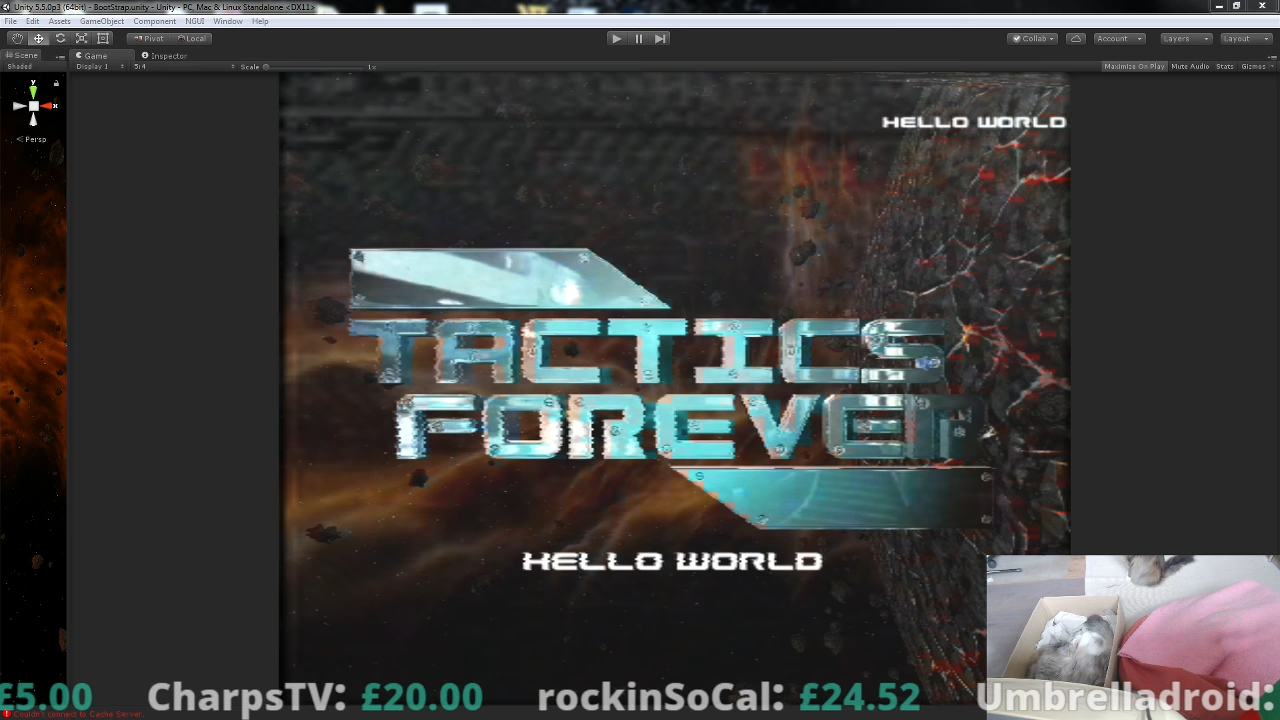 Unity 5.5.0p3 (64bit) - BootStrap.unity - Unity - PC, Mac & Linux Standalone <DX11>
File Edit Assets GameObject Component NGUI Window Help
Pivot Local Collab Account Layers Layout
Scene Game Inspector
Shaded Display 1 5:4 Scale 1x Maximize On Play Mute Audio Stats Gizmos
y
x
< Persp
HELLO WORLD
TACTICS
FOREVEr
HELLO WORLD
£5.00 CharpsTV: £20.00 rockinSoCal: £24.52 Umbrelladroid:
Couldn't connect to Cache Server.